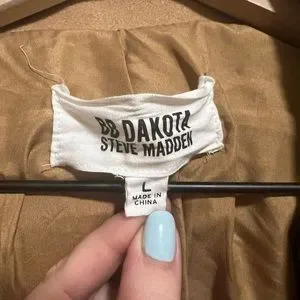 BB DAKOTA
STEVE MADDEN
L
MADE IN
CHINA